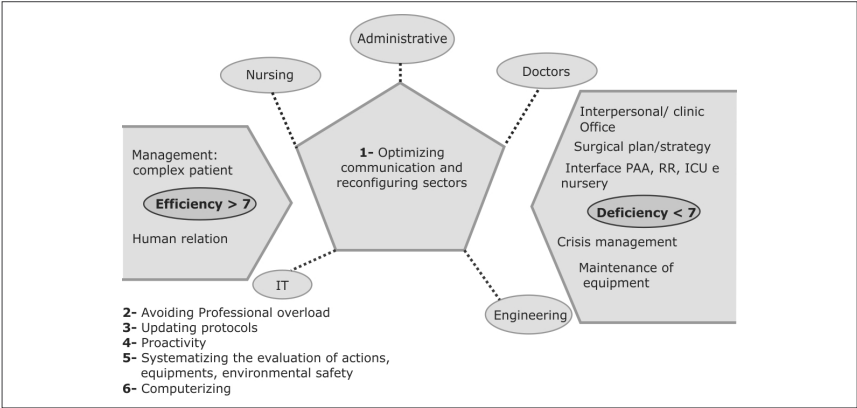 Administrative
Nursing
Doctors
Management:
complex patient
Efficiency > 7
Human relation
1- Optimizing
communication and
reconfiguring sectors
Interpersonal/ clinic
Office
Surgical plan/strategy
Interface PAA, RR, ICU e
nursery
Deficiency < 7
Crisis management
Maintenance of
equipment
IT
Engineering
2- Avoiding Professional overload
3- Updating protocols
4- Proactivity
5- Systematizing the evaluation of actions,
equipments, environmental safety
6- Computerizing